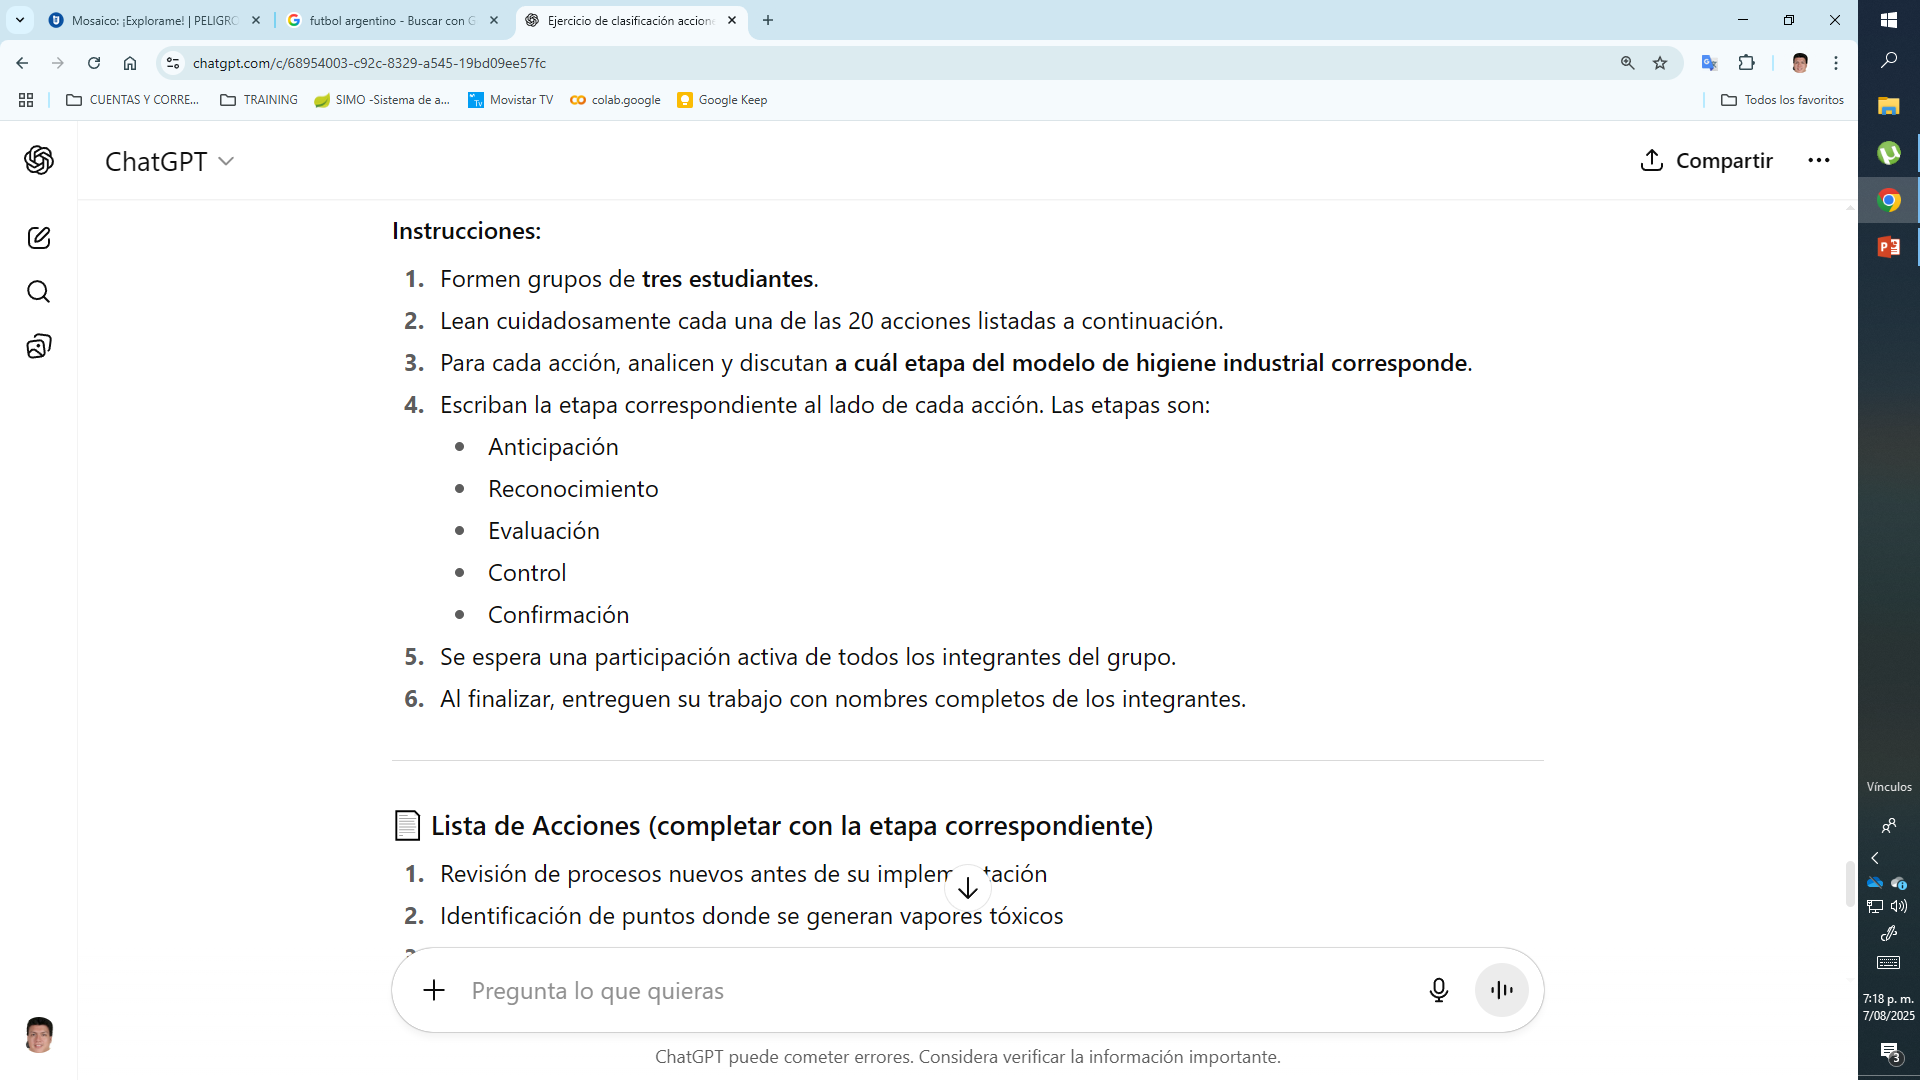 Mosaico: ¡Explorame! | PELIGRO
futbol argentino - Buscar con G
Ejercicio de clasificación accione
chatgpt.com/c/68954003-c92c-8329-a545-19bd09ee57fc
CUENTAS Y CORRE...
TRAINING
SIMO -Sistema de a...
Movistar TV
colab.google
Google Keep
Todos los favoritos
ChatGPT
Compartir
Instrucciones:
1. Formen grupos de tres estudiantes.
2. Lean cuidadosamente cada una de las 20 acciones listadas a continuación.
3. Para cada acción, analicen y discutan a cuál etapa del modelo de higiene industrial corresponde.
4. Escriban la etapa correspondiente al lado de cada acción. Las etapas son:
• Anticipación
• Reconocimiento
• Evaluación
• Control
• Confirmación
5. Se espera una participación activa de todos los integrantes del grupo.
6. Al finalizar, entreguen su trabajo con nombres completos de los integrantes.
Lista de Acciones (completar con la etapa correspondiente)
1. Revisión de procesos nuevos antes de su implementación
2. Identificación de puntos donde se generan vapores tóxicos
Pregunta lo que quieras
ChatGPT puede cometer errores. Considera verificar la información importante.
Vínculos
7:18 p. m.
7/08/2025
3